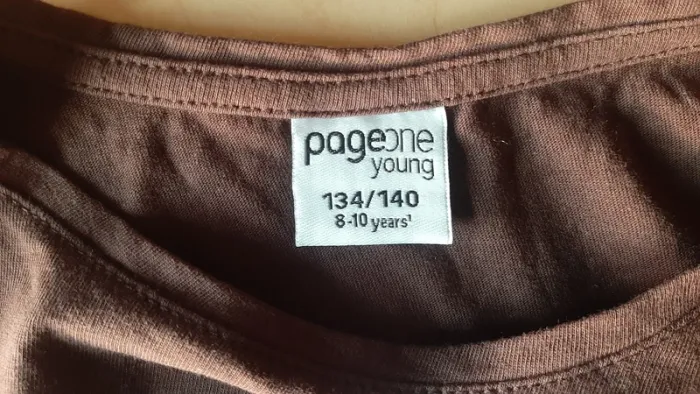 pageone
young
134/140
8-10 years¹